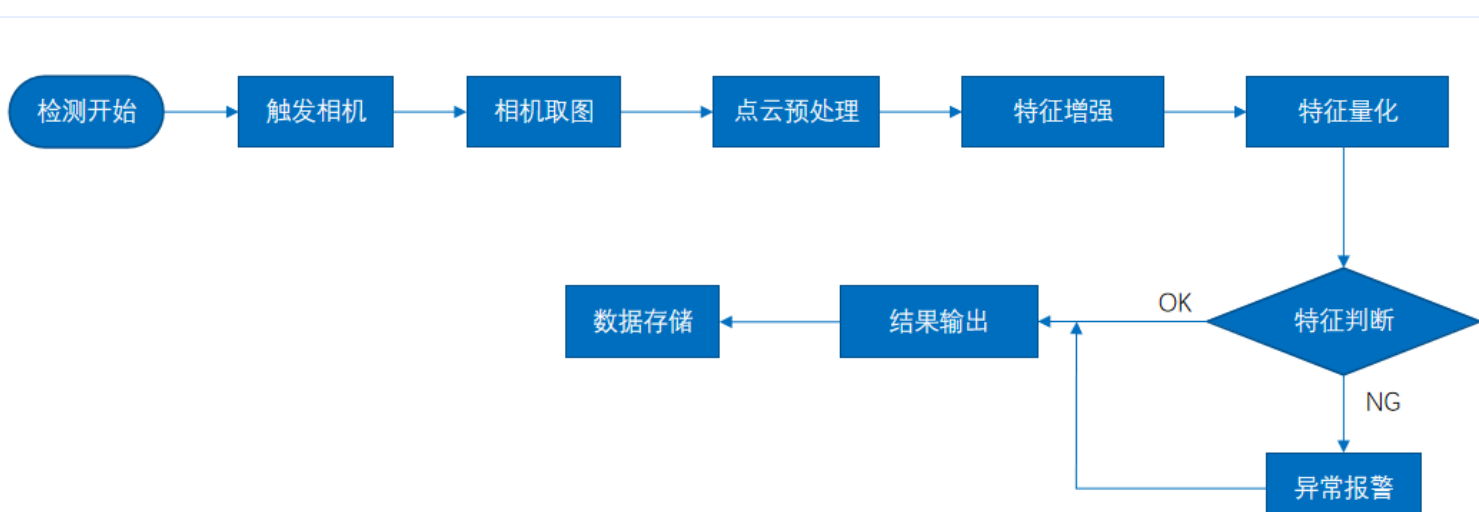 检测开始
触发相机
相机取图
点云预处理
特征增强
特征量化
特征判断
OK
结果输出
数据存储
NG
异常报警